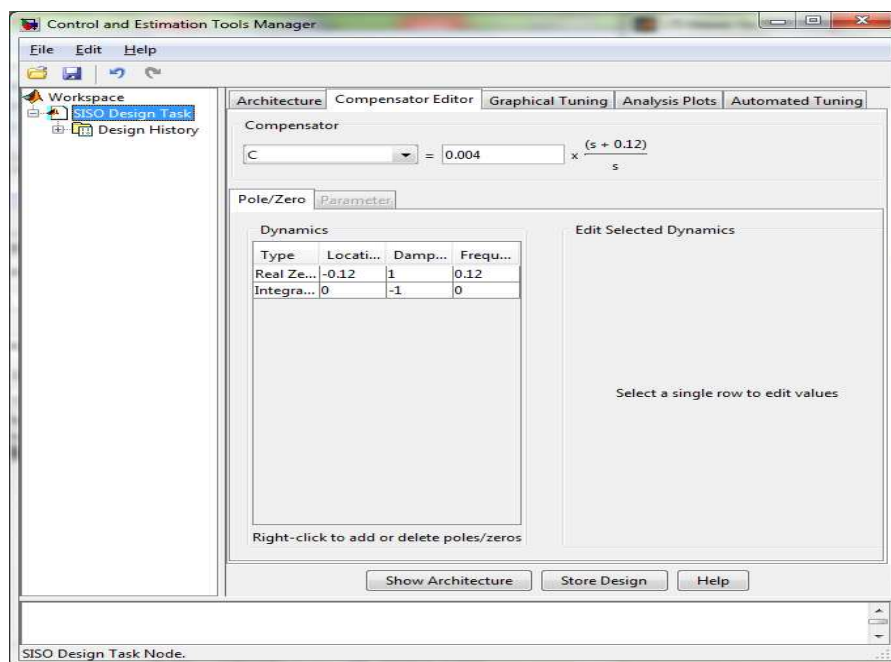 Control and Estimation Tools Manager
File Edit Help
Workspace
SISO Design Task
Design History
Architecture Compensator Editor Graphical Tuning Analysis Plots Automated Tuning
Compensator
C = 0.004 x (s + 0.12)
s
Pole/Zero Parameter
Dynamics Edit Selected Dynamics
Type Locati... Damp... Frequ...
Real Ze... -0.12 1 0.12
Integra... 0 -1 0
Select a single row to edit values
Right-click to add or delete poles/zeros
Show Architecture Store Design Help
SISO Design Task Node.